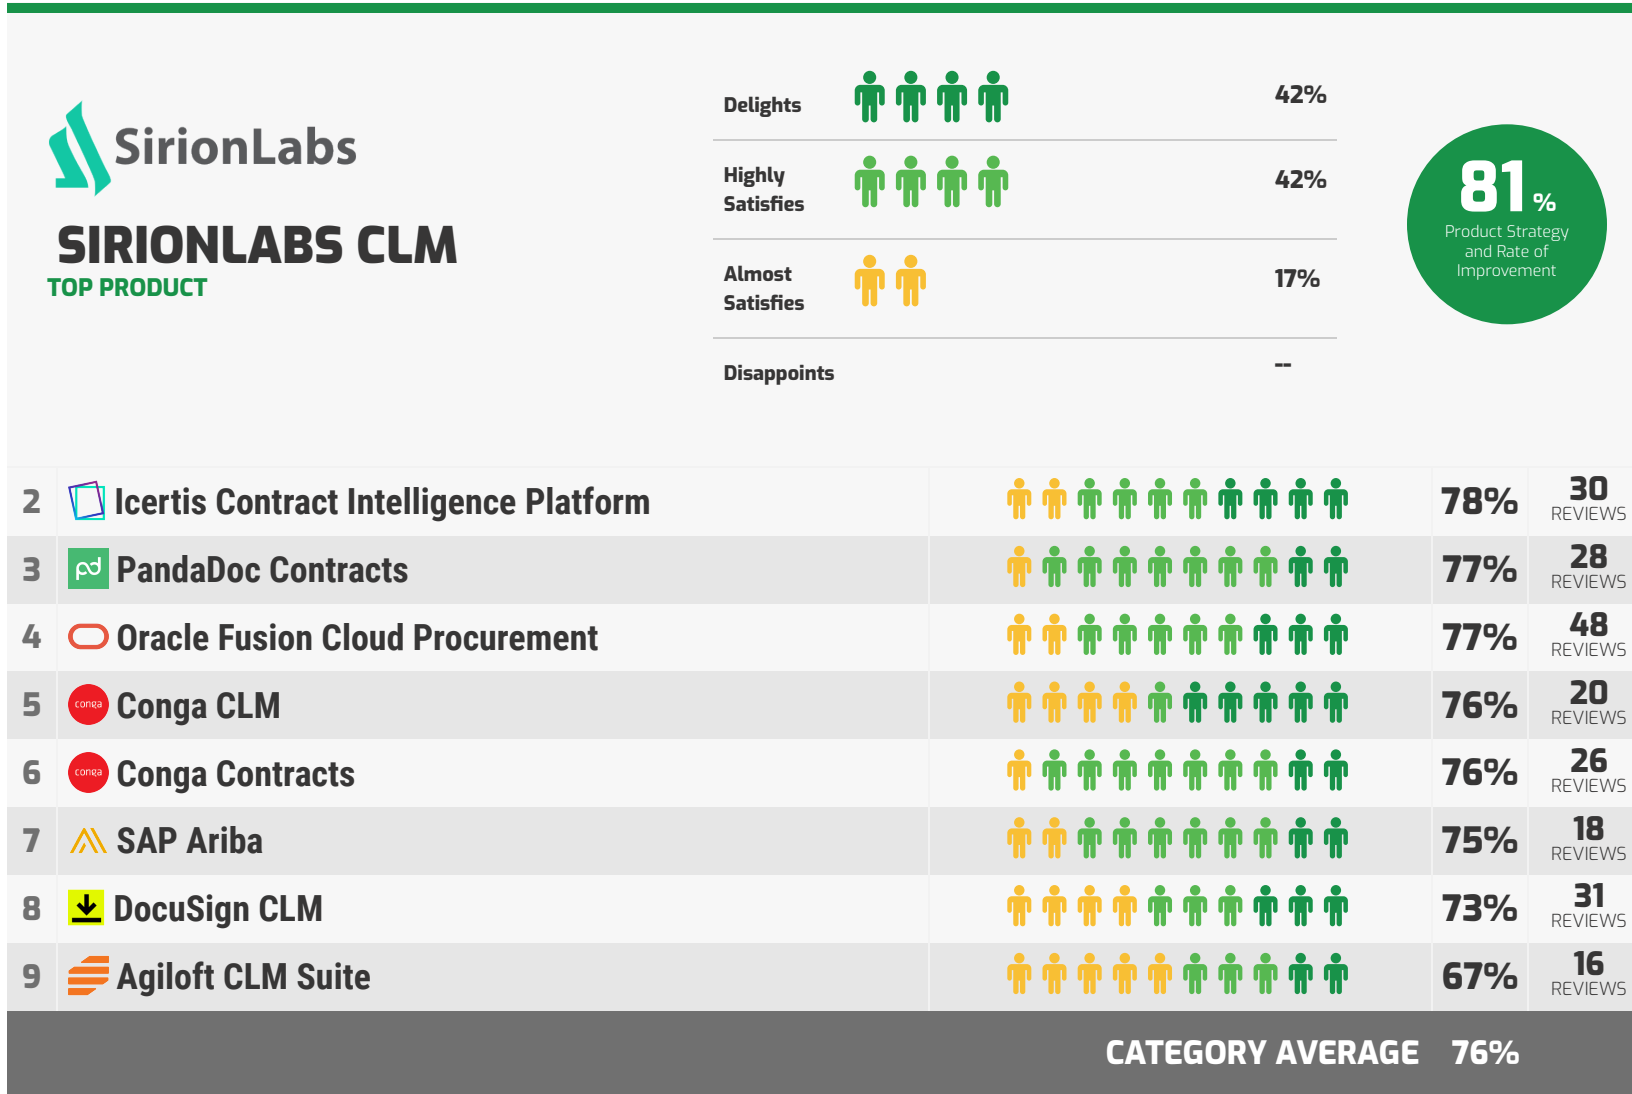 SirionLabs
SIRIONLABS CLM
TOP PRODUCT
Delights 42%
Highly
Satisfies 42%
Almost
Satisfies 17%
Disappoints --
81%
Product Strategy
and Rate of
Improvement
2 Icertis Contract Intelligence Platform 78% 30 REVIEWS
3 pd PandaDoc Contracts 77% 28 REVIEWS
4 Oracle Fusion Cloud Procurement 77% 48 REVIEWS
5 conga Conga CLM 76% 20 REVIEWS
6 conga Conga Contracts 76% 26 REVIEWS
7 SAP Ariba 75% 18 REVIEWS
8 DocuSign CLM 73% 31 REVIEWS
9 Agiloft CLM Suite 67% 16 REVIEWS
CATEGORY AVERAGE 76%